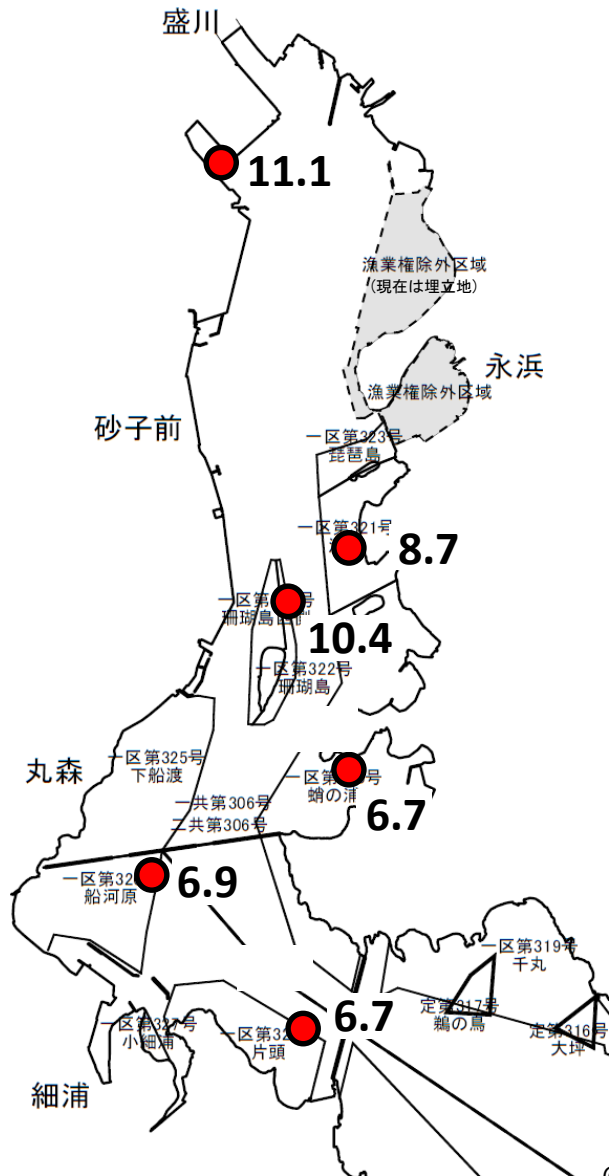 盛川
11.1
漁業権除外区域
(現在は埋立地)
永浜
漁業権除外区域
砂子前
一区第323号
琵琶島
一区第321号
8.7
珊瑚島
10.4
一区第322号
珊瑚島
一区第325号
下船渡
丸森
蛸の浦
一共第306号
二共第306号
6.7
船河原
6.9
一区第319号
千丸
定第317号
鵜の鳥
定第316号
大坪
6.7
一区第327号
小細浦
片頭
細浦